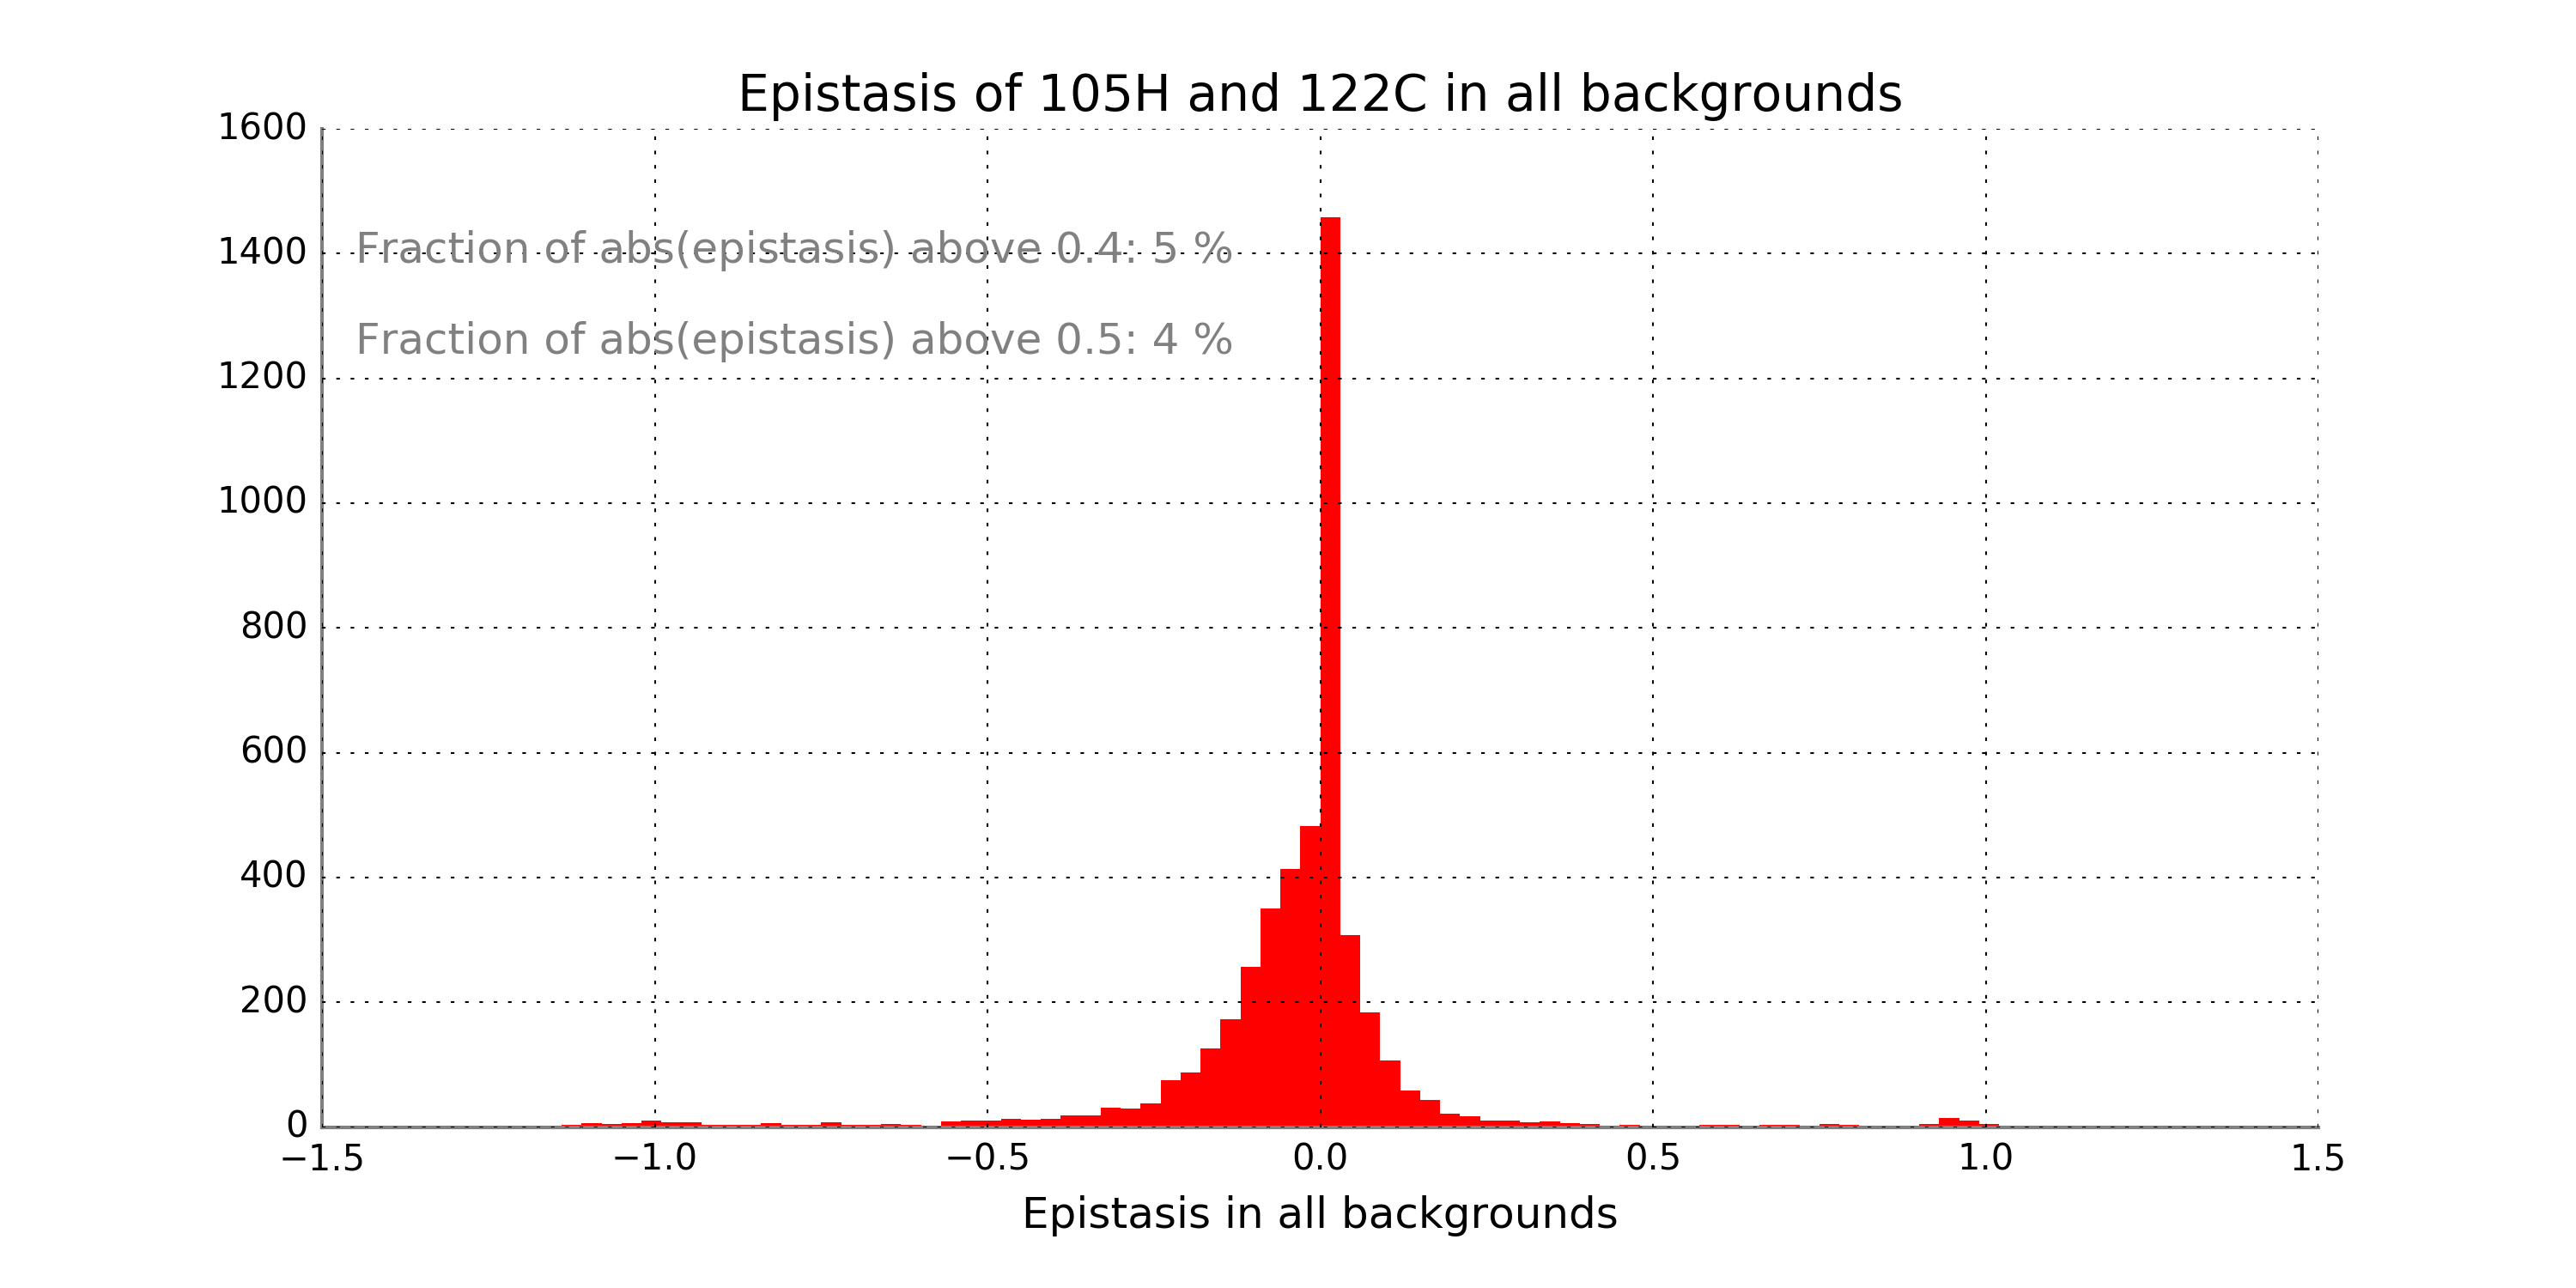 Epistasis of 105H and 122C in all backgrounds
1600
1400
Fraction of abs(epistasis) above 0.4: 5 %
Fraction of abs(epistasis) above 0.5: 4 %
1200
1000
800
600
400
200
0
−1.5 −1.0 −0.5 0.0 0.5 1.0 1.5
Epistasis in all backgrounds